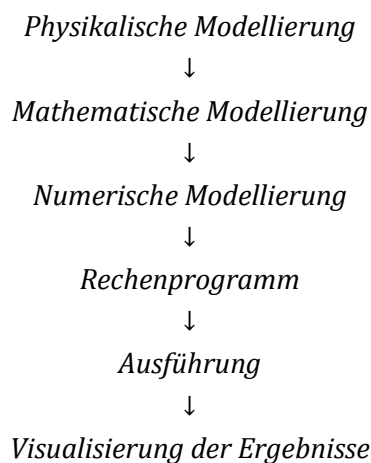 Physikalische Modellierung
↓
Mathematische Modellierung
↓
Numerische Modellierung
↓
Rechenprogramm
↓
Ausführung
↓
Visualisierung der Ergebnisse